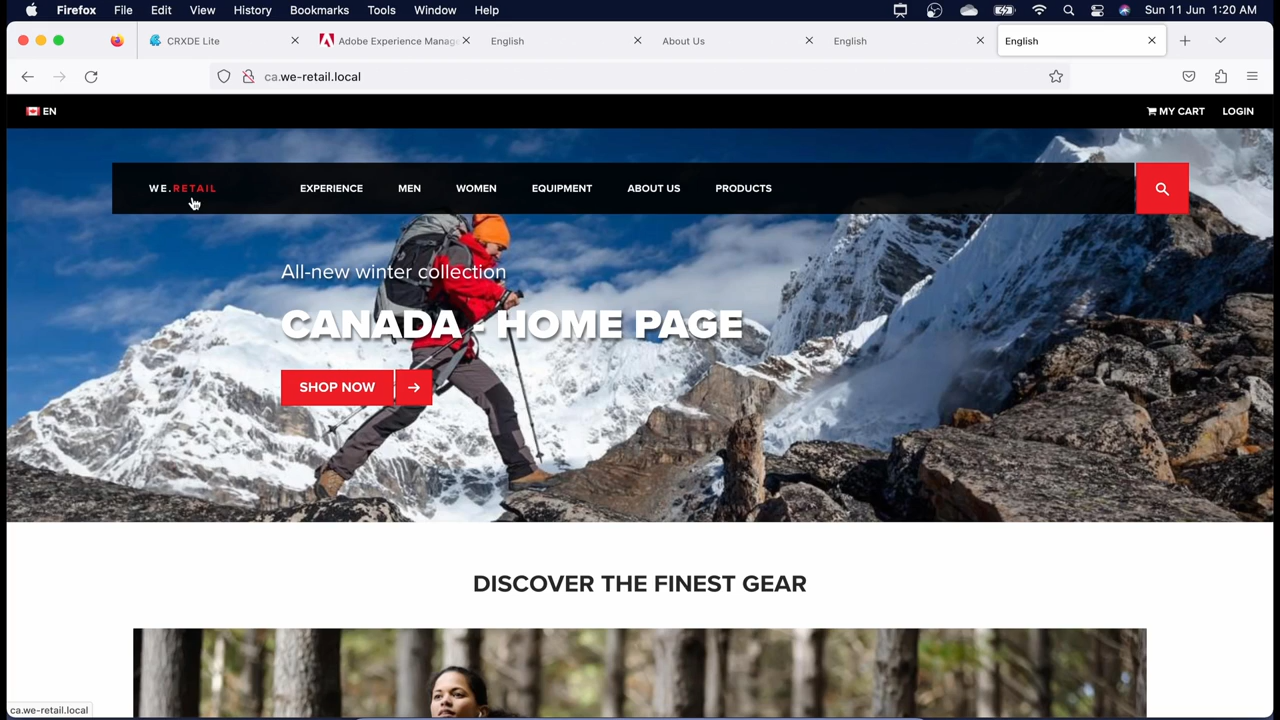 Firefox File Edit View History Bookmarks Tools Window Help Sun 11 Jun 1:20 AM
CRXDE Lite Adobe Experience Manag English About Us English English
ca.we-retail.local
EN MY CART LOGIN
WE.RETAIL EXPERIENCE MEN WOMEN EQUIPMENT ABOUT US PRODUCTS
All-new winter collection
CANADA - HOME PAGE
SHOP NOW
DISCOVER THE FINEST GEAR
ca.we-retail.local